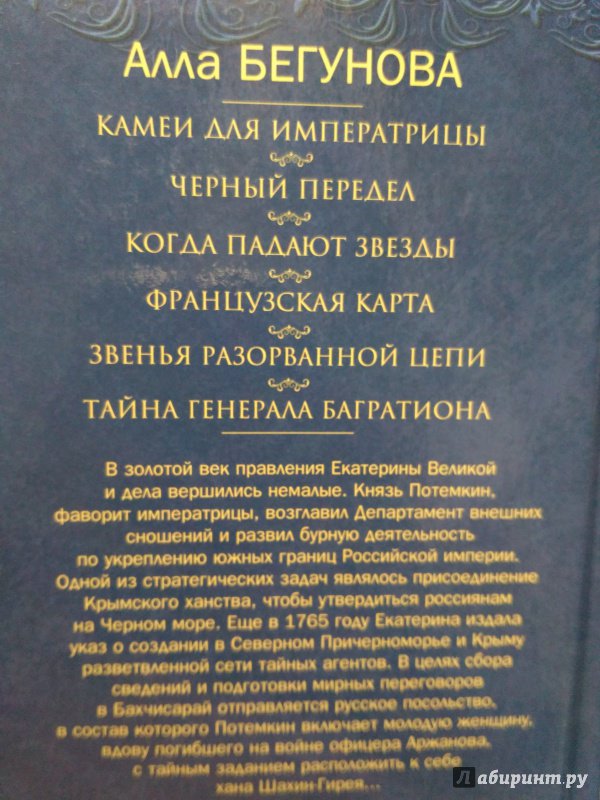 Алла БЕГУНОВА
КАМЕИ ДЛЯ ИМПЕРАТРИЦЫ
ЧЕРНЫЙ ПЕРЕДЕЛ
КОГДА ПАДАЮТ ЗВЕЗДЫ
ФРАНЦУЗСКАЯ КАРТА
ЗВЕНЬЯ РАЗОРВАННОЙ ЦЕПИ
ТАЙНА ГЕНЕРАЛА БАГРАТИОНА
В золотой век правления Екатерины Великой
и дела вершились немалые. Князь Потемкин,
фаворит императрицы, возглавил Департамент внешних
сношений и развил бурную деятельность
по укреплению южных границ Российской империи.
Одной из стратегических задач являлось присоединение
Крымского ханства, чтобы утвердиться россиянам
на Черном море. Еще в 1765 году Екатерина издала
указ о создании в Северном Причерноморье и Крыму
разветвленной сети тайных агентов. В целях сбора
сведений и подготовки мирных переговоров
в Бахчисарай отправляется русское посольство,
в состав которого Потемкин включает молодую женщину,
вдову погибшего на войне офицера Аржанова,
с тайным заданием расположить к себе
хана Шахин-Гирея...
Лабиринт.ру